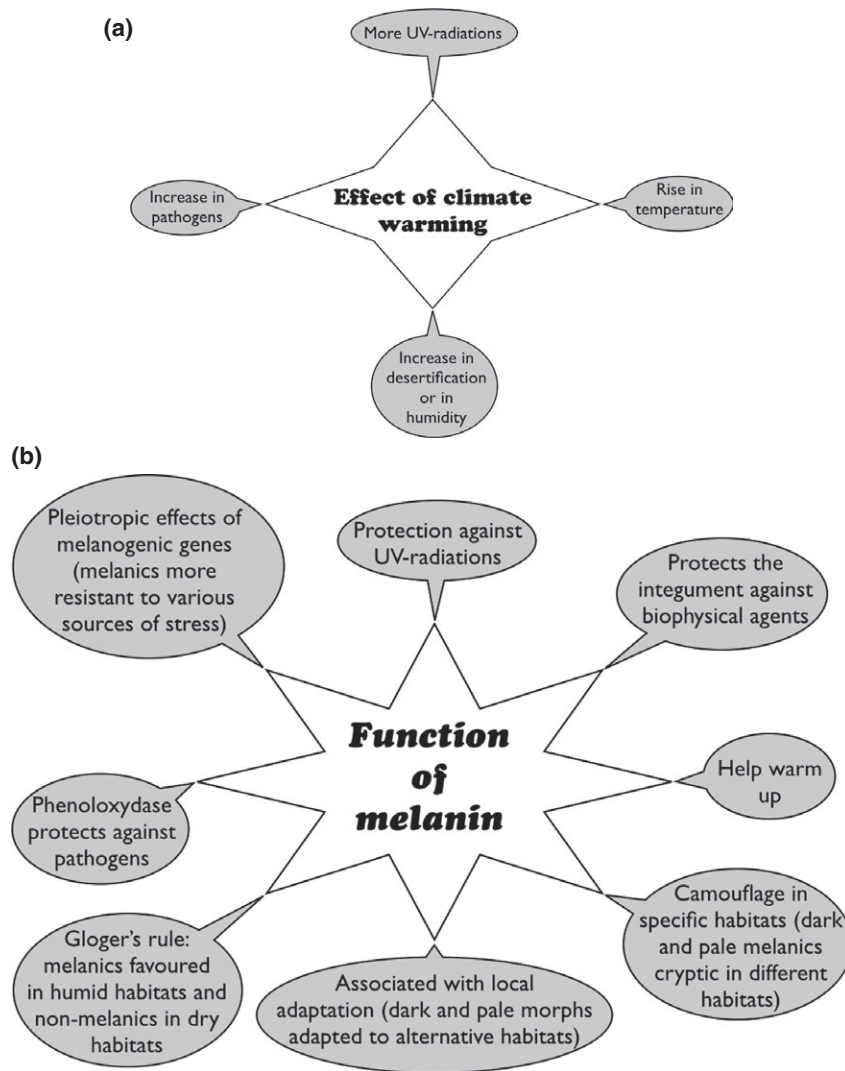 (a)
More UV-radiations
Increase in
pathogens
Effect of climate
warming
Rise in
temperature
Increase in
desertification
or in
humidity
(b)
Pleiotropic effects of
melanogenic genes
(melanics more
resistant to various
sources of stress)
Protection against
UV-radiations
Protects the
integument against
biophysical agents
Function
of
melanin
Help warm
up
Phenoloxydase
protects against
pathogens
Gloger's rule:
melanics favoured
in humid habitats and
non-melanics in dry
habitats
Associated with local
adaptation (dark and pale morphs
adapted to alternative habitats)
Camouflage in
specific habitats (dark
and pale melanics
cryptic in different
habitats)